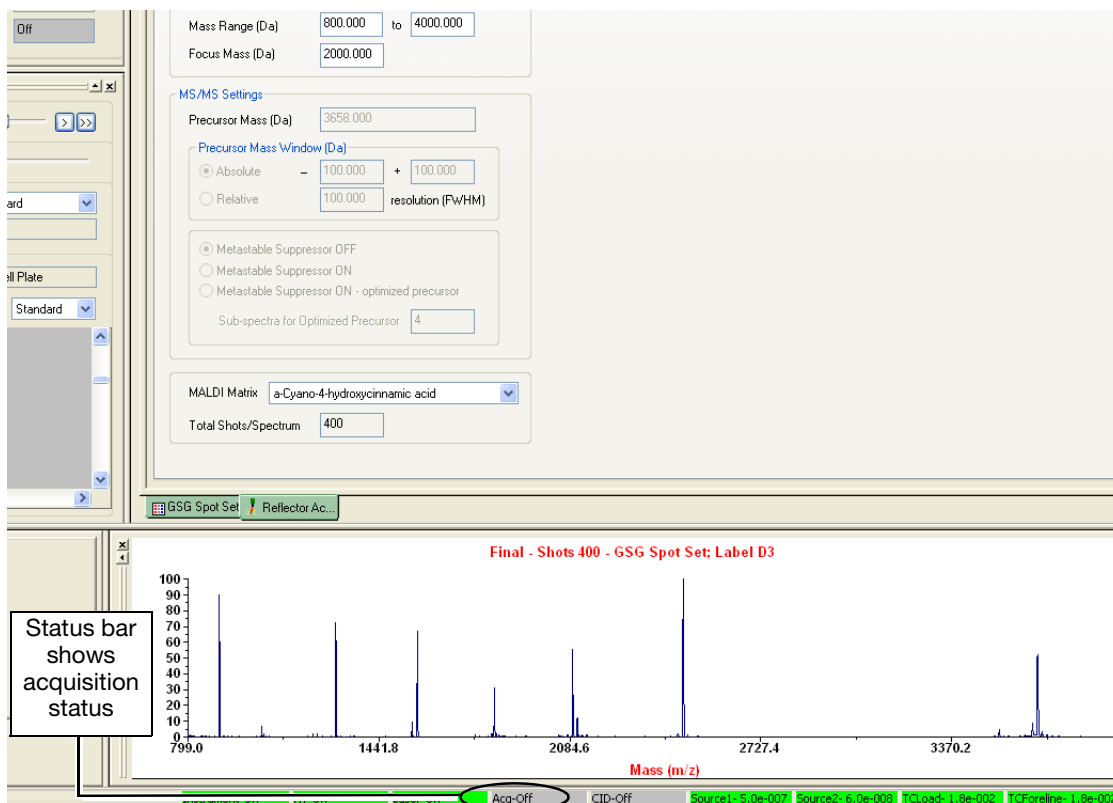 Off
Mass Range (Da) 800.000 to 4000.000
Focus Mass (Da) 2000.000
MS/MS Settings
Precursor Mass (Da) 3658.000
Precursor Mass Window (Da)
Absolute – 100.000 + 100.000
Relative 100.000 resolution (FWHM)
ard
Metastable Suppressor OFF
Metastable Suppressor ON
Metastable Suppressor ON - optimized precursor
Sub-spectra for Optimized Precursor 4
ell Plate
Standard
MALDI Matrix a-Cyano-4-hydroxycinnamic acid
Total Shots/Spectrum 400
GSG Spot Set
Reflector Ac...
Final - Shots 400 - GSG Spot Set; Label D3
100
90
80
70
60
50
40
30
20
10
0
799.0 1441.8 2084.6 2727.4 3370.2
Mass (m/z)
Status bar
shows
acquisition
status
Acq-Off CID-Off Source1- 5.0e-007 Source2- 6.0e-008 TCLoad- 1.8e-002 TCForeline- 1.8e-002